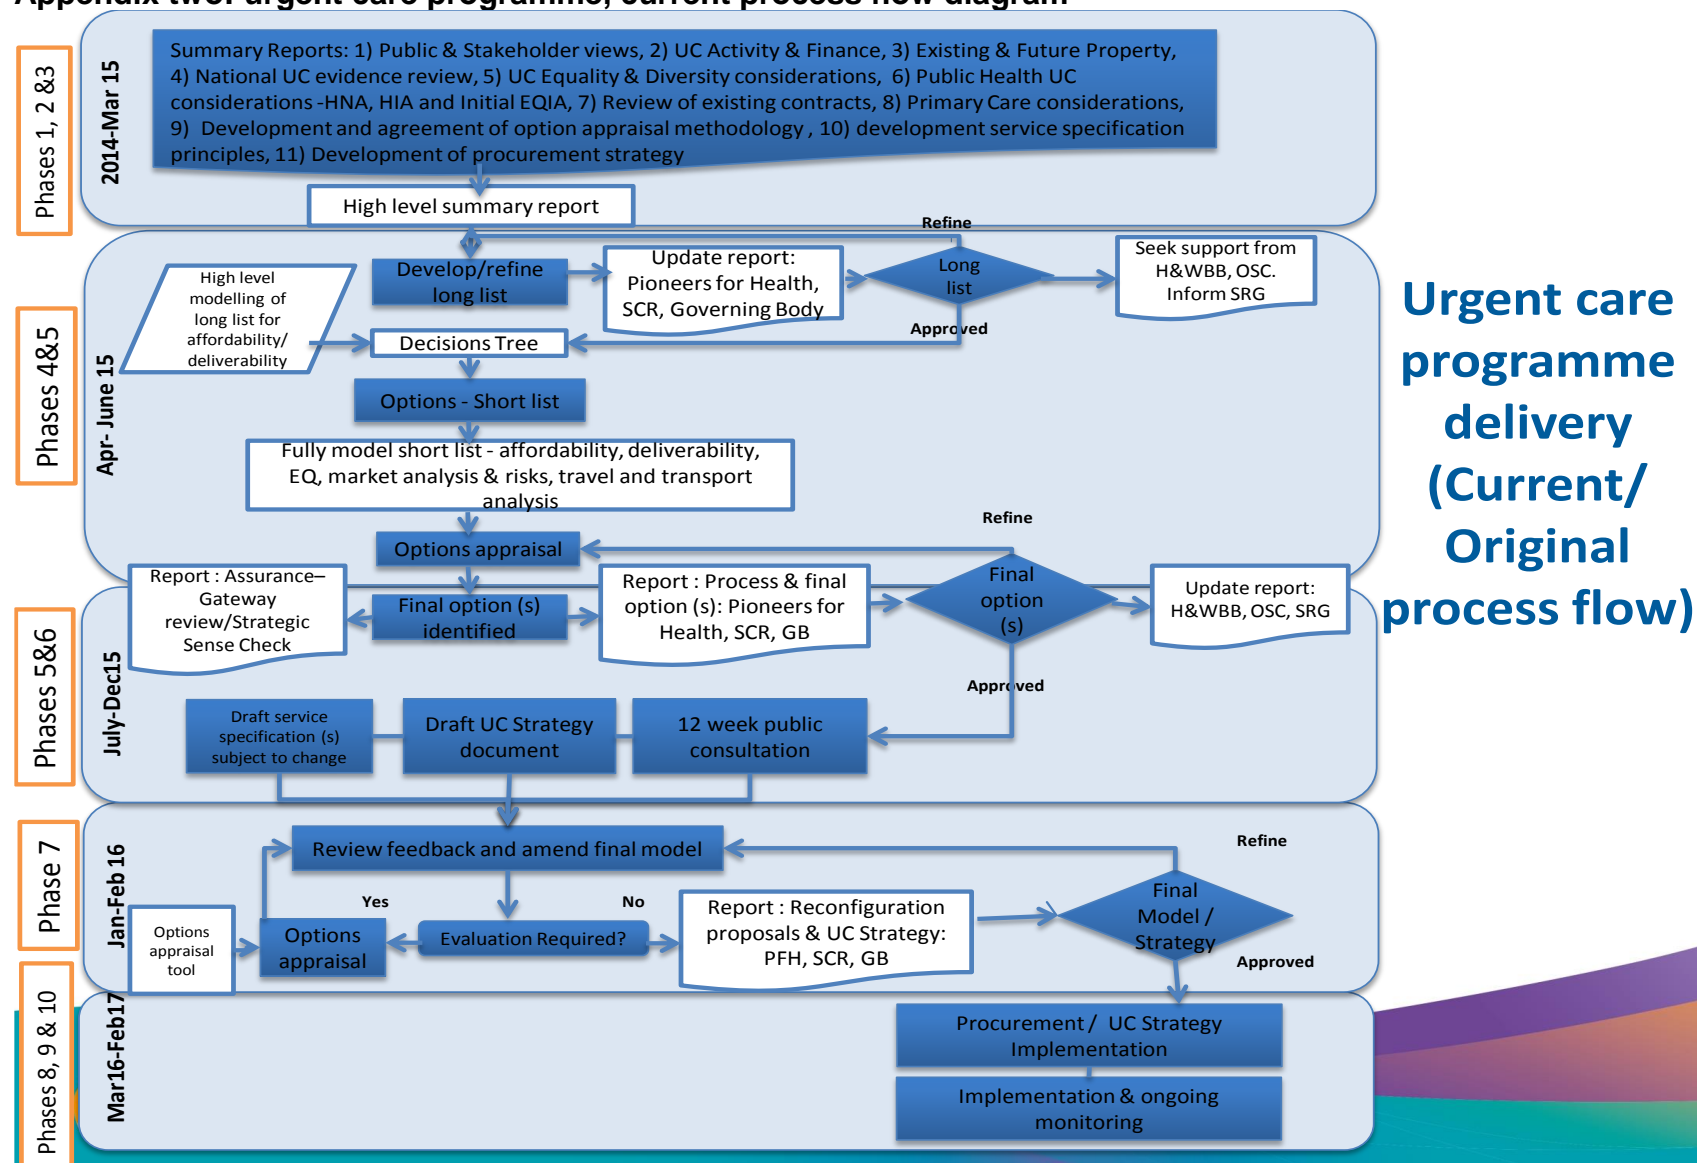 Appendix two: urgent care programme, current process flow diagram
Phases 1, 2 &3
2014-Mar 15
Summary Reports: 1) Public & Stakeholder views, 2) UC Activity & Finance, 3) Existing & Future Property,
4) National UC evidence review, 5) UC Equality & Diversity considerations, 6) Public Health UC
considerations -HNA, HIA and Initial EQIA, 7) Review of existing contracts, 8) Primary Care considerations,
9) Development and agreement of option appraisal methodology , 10) development service specification
principles, 11) Development of procurement strategy
High level summary report
Phases 4&5
Apr- June 15
Refine
High level
modelling of
long list for
affordability/
deliverability
Develop/refine
long list
Update report:
Pioneers for Health,
SCR, Governing Body
Long
list
Seek support from
H&WBB, OSC.
Inform SRG
Approved
Decisions Tree
Options - Short list
Fully model short list - affordability, deliverability,
EQ, market analysis & risks, travel and transport
analysis
Refine
Options appraisal
Phases 5&6
July-Dec15
Report : Assurance–
Gateway
review/Strategic
Sense Check
Final option (s)
identified
Report : Process & final
option (s): Pioneers for
Health, SCR, GB
Final
option
(s)
Update report:
H&WBB, OSC, SRG
Approved
Draft service
specification (s)
subject to change
Draft UC Strategy
document
12 week public
consultation
Phase 7
Jan-Feb 16
Review feedback and amend final model
Refine
Yes
No
Options
appraisal
tool
Options
appraisal
Evaluation Required?
Report : Reconfiguration
proposals & UC Strategy:
PFH, SCR, GB
Final
Model /
Strategy
Approved
Phases 8, 9 & 10
Mar16-Feb17
Procurement / UC Strategy
Implementation
Implementation & ongoing
monitoring
Urgent care
programme
delivery
(Current/
Original
process flow)